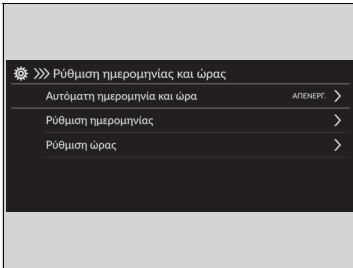 Ρύθμιση ημερομηνίας και ώρας
Αυτόματη ημερομηνία και ώρα ΑΠΕΝΕΡΓ.
Ρύθμιση ημερομηνίας
Ρύθμιση ώρας